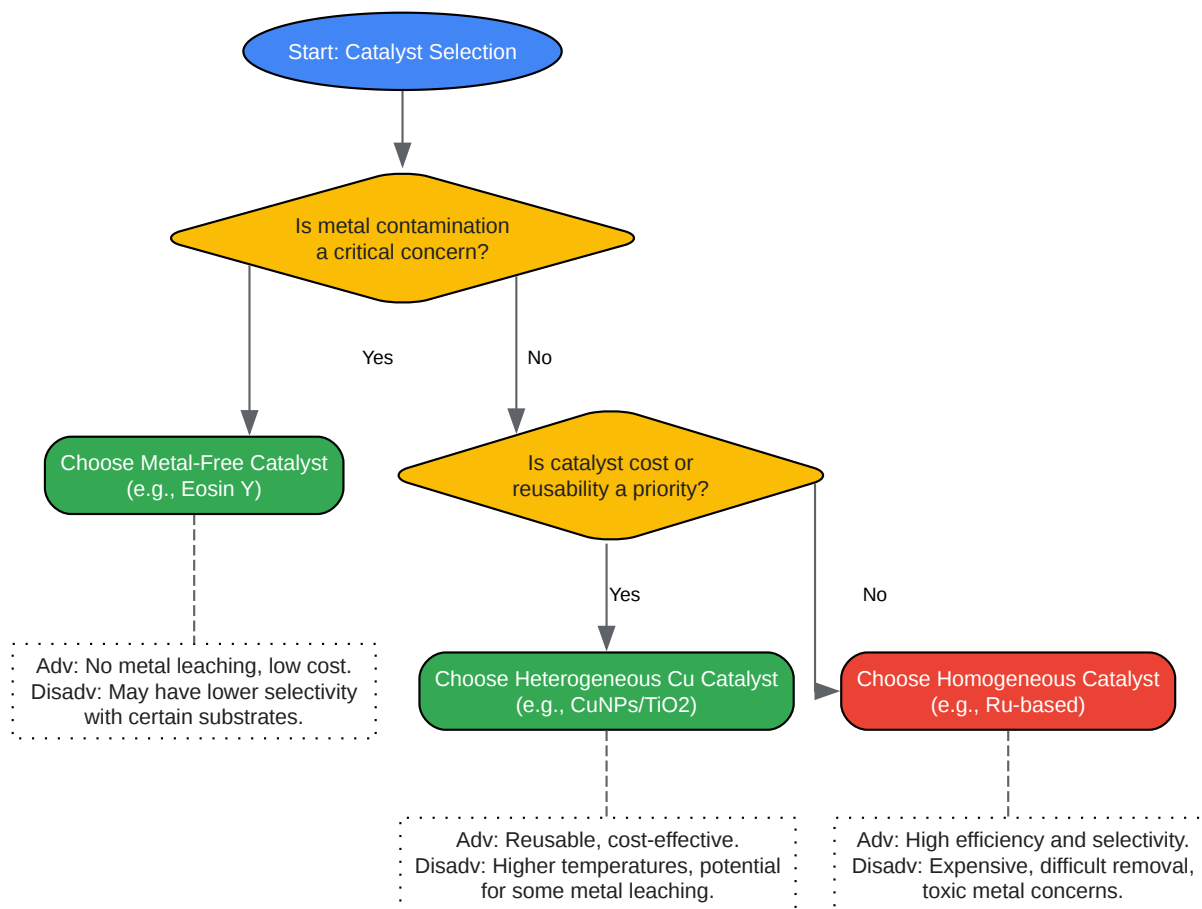 Start: Catalyst Selection
Is metal contamination
a critical concern?
Yes
No
Choose Metal-Free Catalyst
(e.g., Eosin Y)
Is catalyst cost or
reusability a priority?
Adv: No metal leaching, low cost.
Disadv: May have lower selectivity
with certain substrates.
Yes
No
Choose Heterogeneous Cu Catalyst
(e.g., CuNPs/TiO2)
Choose Homogeneous Catalyst
(e.g., Ru-based)
Adv: Reusable, cost-effective.
Disadv: Higher temperatures, potential
for some metal leaching.
Adv: High efficiency and selectivity.
Disadv: Expensive, difficult removal,
toxic metal concerns.